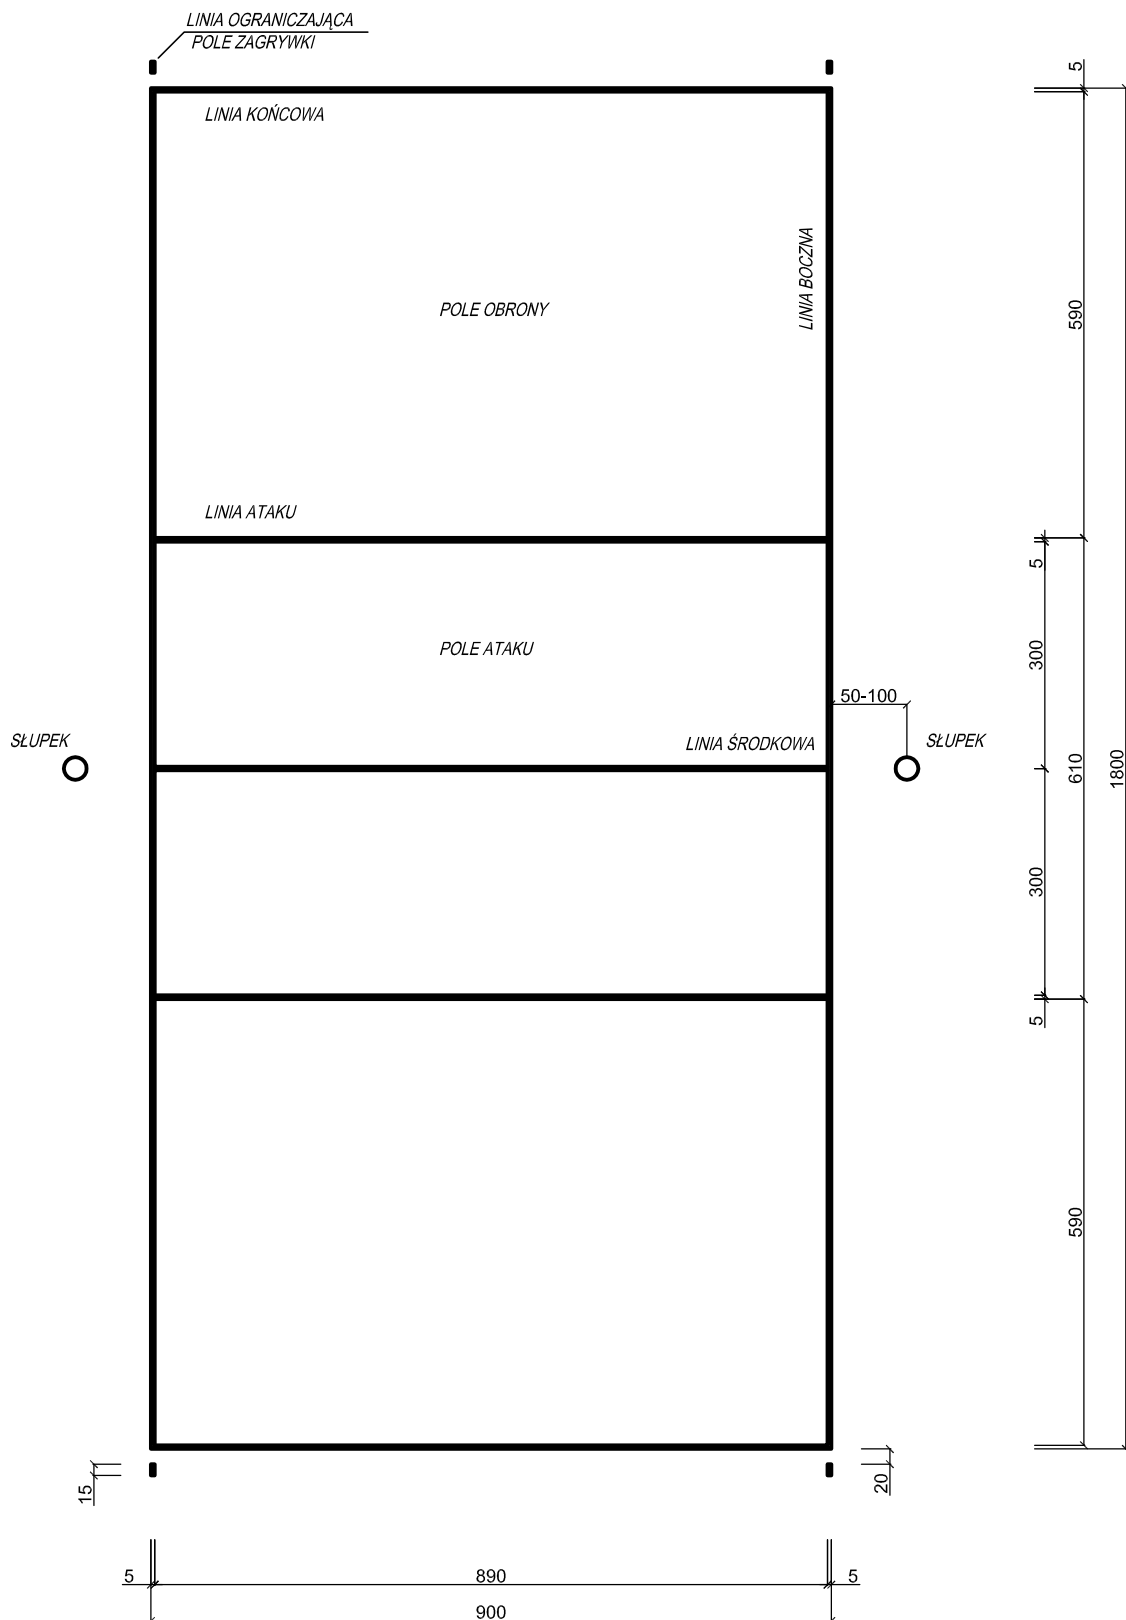 LINIA OGRANICZAJĄCA
POLE ZAGRYWKI
5
LINIA KOŃCOWA
LINIA BOCZNA
POLE OBRONY
590
LINIA ATAKU
5
POLE ATAKU
300
50-100
SŁUPEK
LINIA ŚRODKOWA
SŁUPEK
610
1800
300
5
590
15
20
5
890
5
900